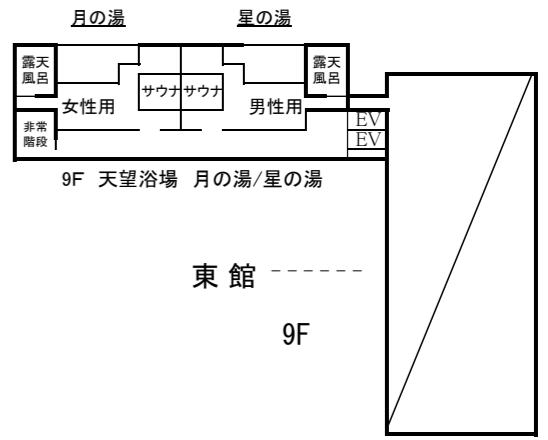 月の湯
星の湯
露天
風呂
露天
風呂
サウナ
サウナ
女性用
男性用
非常
階段
EV
EV
9F 天望浴場 月の湯/星の湯
東館
9F